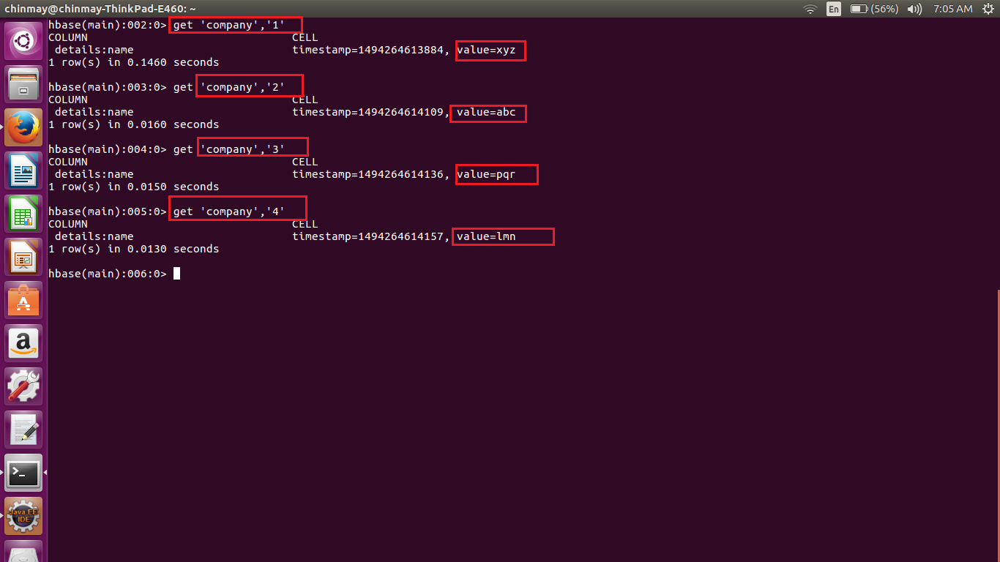 chinmay@chinmay-ThinkPad-E460: ~
En (56%) 7:05 AM
hbase(main):002:0> get 'company','1'
COLUMN CELL
details:name timestamp=1494264613884, value=xyz
1 row(s) in 0.1460 seconds
hbase(main):003:0> get 'company','2'
COLUMN CELL
details:name timestamp=1494264614109, value=abc
1 row(s) in 0.0160 seconds
hbase(main):004:0> get 'company','3'
COLUMN CELL
details:name timestamp=1494264614136, value=pqr
1 row(s) in 0.0150 seconds
hbase(main):005:0> get 'company','4'
COLUMN CELL
details:name timestamp=1494264614157, value=lmn
1 row(s) in 0.0130 seconds
hbase(main):006:0>
A
a
>_
Java EE
IDE